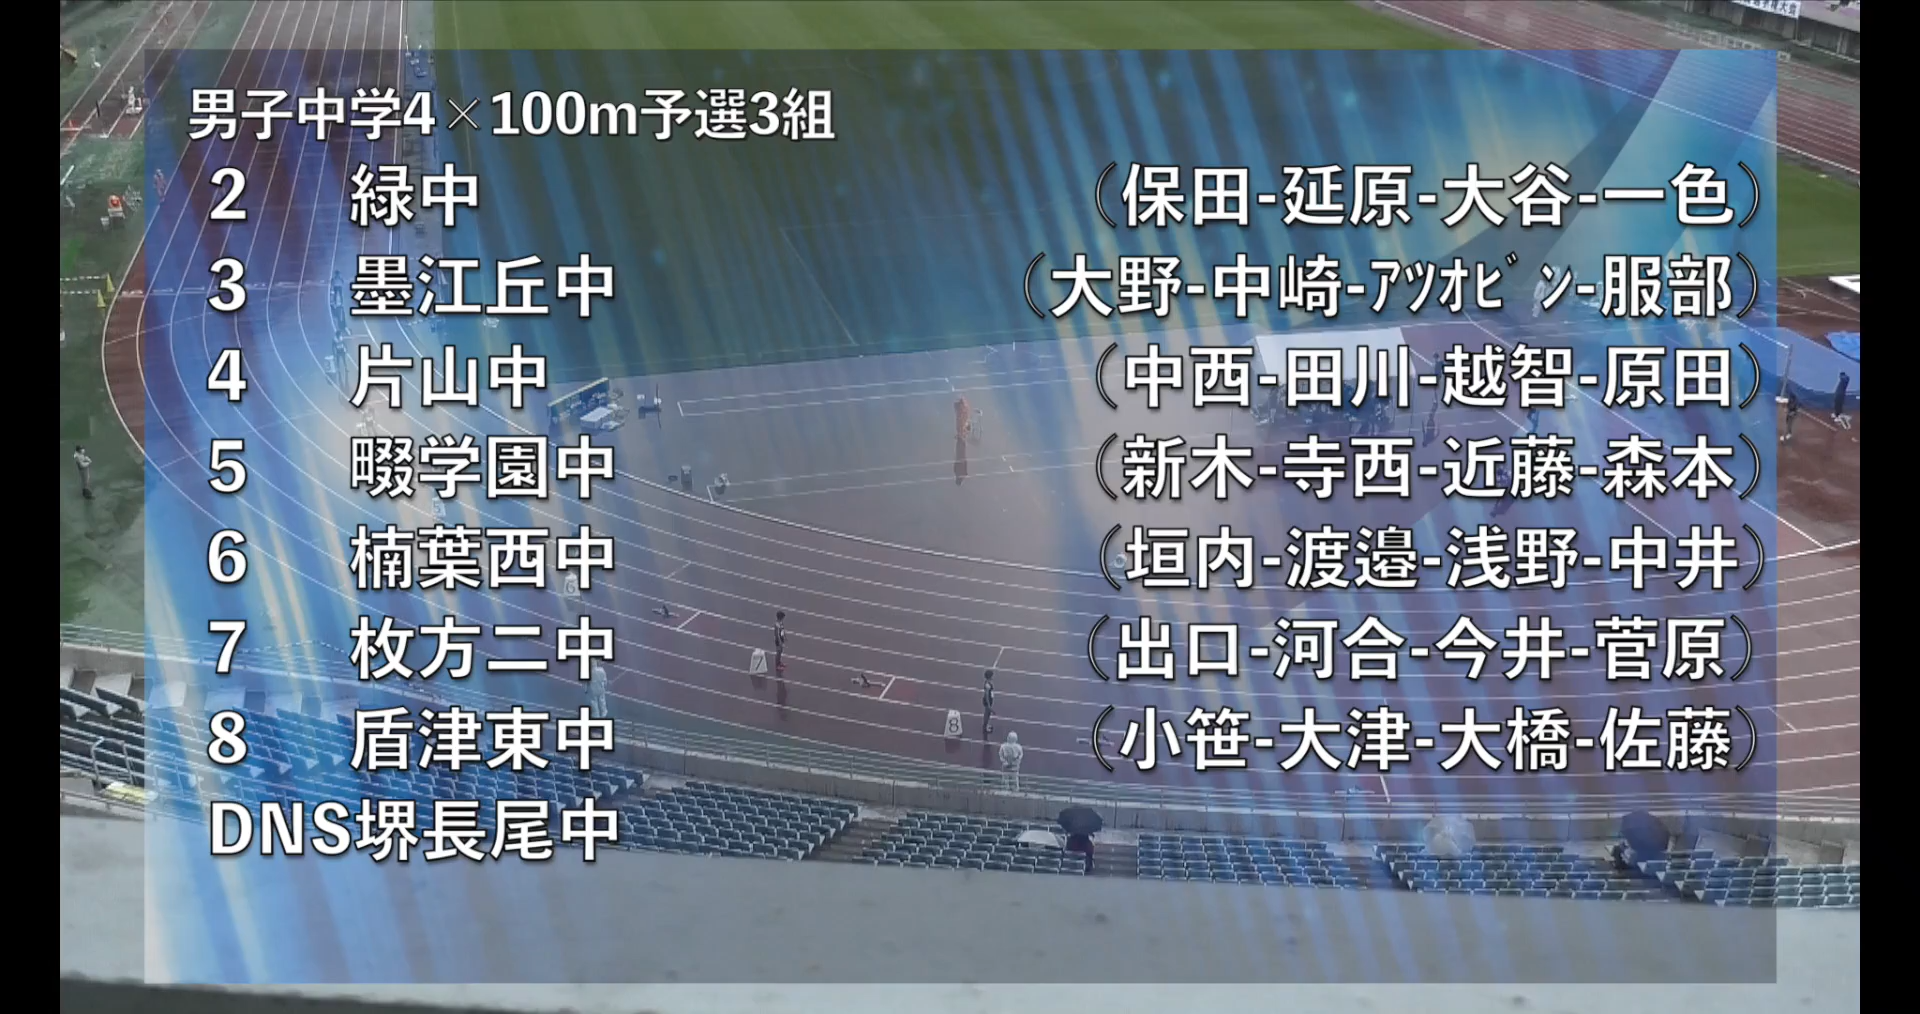 男子中学4×100m予選3組
2 緑中 （保田-延原-大谷-一色）
3 墨江丘中 （大野-中崎-ｱﾂｵﾋﾞﾝ-服部）
4 片山中 （中西-田川-越智-原田）
5 畷学園中 （新木-寺西-近藤-森本）
6 楠葉西中 （垣内-渡邉-浅野-中井）
7 枚方二中 （出口-河合-今井-菅原）
8 盾津東中 （小笹-大津-大橋-佐藤）
DNS堺長尾中
7
8